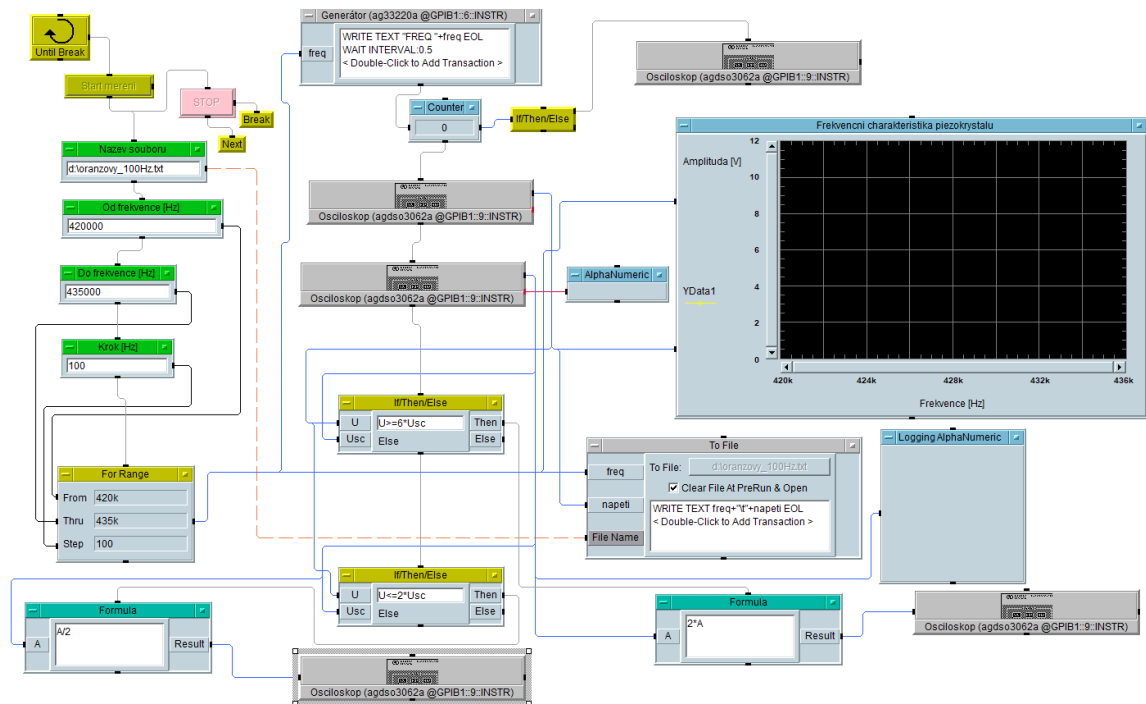 Until Break
Start mereni
STOP
Break
Next
Nazev souboru
d:\oranzovy_100Hz.txt
Od frekvence [Hz]
420000
Do frekvence [Hz]
435000
Krok [Hz]
100
For Range
From 420k
Thru 435k
Step 100
Formula
A/2
A
Result
Generátor (ag33220a @GPIB1::6::INSTR)
freq
WRITE TEXT "FREQ "+freq EOL
WAIT INTERVAL:0.5
< Double-Click to Add Transaction >
Counter
0
If/Then/Else
Osciloskop (agdso3062a @GPIB1::9::INSTR)
Osciloskop (agdso3062a @GPIB1::9::INSTR)
Osciloskop (agdso3062a @GPIB1::9::INSTR)
AlphaNumeric
If/Then/Else
U U>=6*Usc Then
Usc Else Else
If/Then/Else
U U<=2*Usc Then
Usc Else Else
Osciloskop (agdso3062a @GPIB1::9::INSTR)
Frekvencni charakteristika piezokrystalu
Amplituda [V]
YData1
12
10
8
6
4
2
0
420k 424k 428k 432k 436k
Frekvence [Hz]
To File
freq
napeti
File Name
To File: d:\oranzovy_100Hz.txt
Clear File At PreRun & Open
WRITE TEXT freq+"\t"+napeti EOL
< Double-Click to Add Transaction >
Logging AlphaNumeric
Formula
2*A
A
Result
Osciloskop (agdso3062a @GPIB1::9::INSTR)